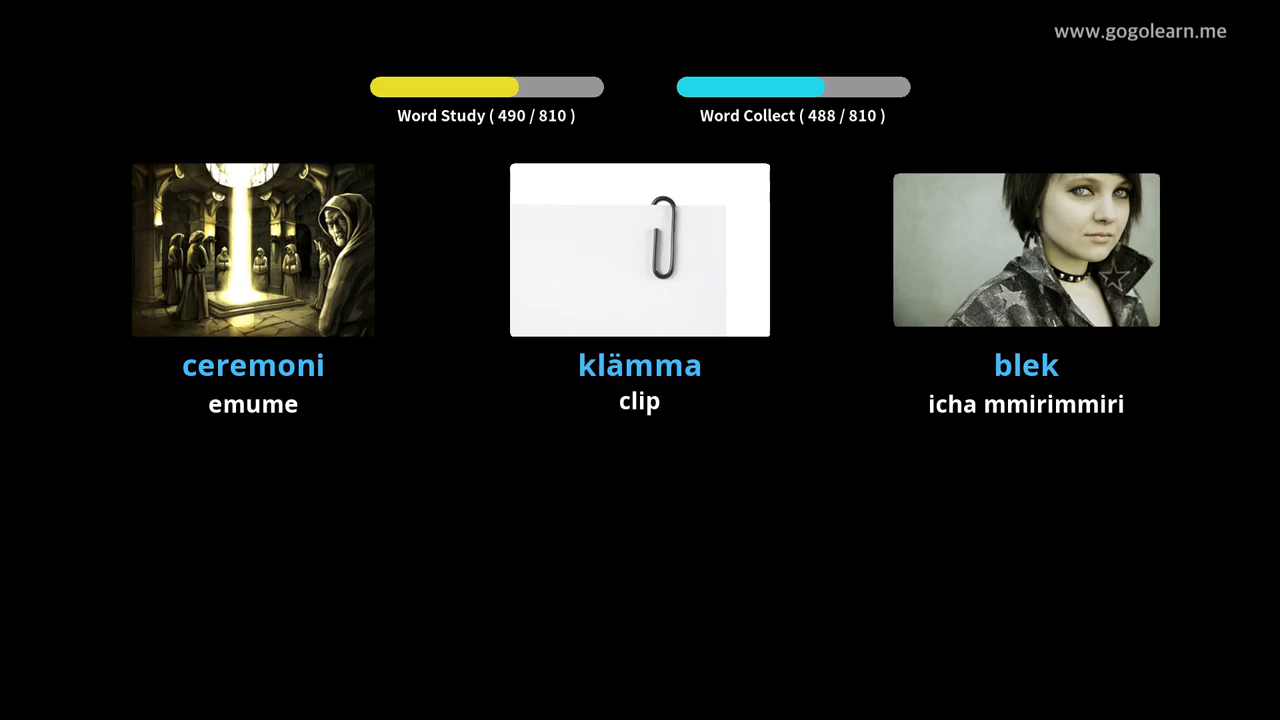 www.gogolearn.me
Word Study ( 490 / 810 )
Word Collect ( 488 / 810 )
ceremoni
emume
klämma
clip
blek
icha mmirimmiri